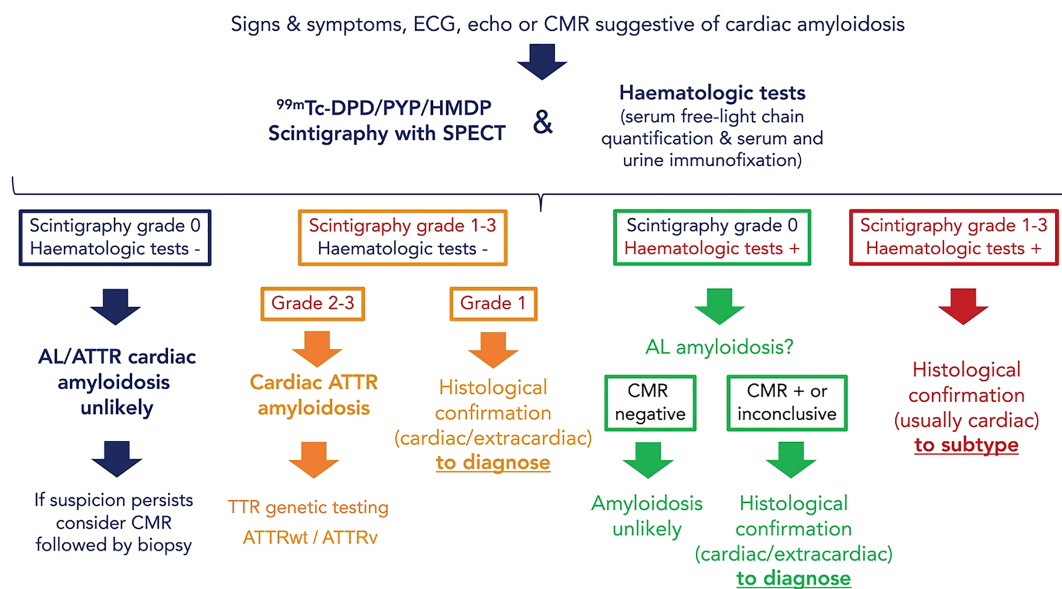 Signs & symptoms, ECG, echo or CMR suggestive of cardiac amyloidosis
99mTc-DPD/PYP/HMDP
Scintigraphy with SPECT
&
Haematologic tests
(serum free-light chain
quantification & serum and
urine immunofixation)
Scintigraphy grade 0
Haematologic tests -
AL/ATTR cardiac
amyloidosis
unlikely
If suspicion persists
consider CMR
followed by biopsy
Scintigraphy grade 1-3
Haematologic tests -
Grade 2-3
Cardiac ATTR
amyloidosis
TTR genetic testing
ATTRwt / ATTRv
Grade 1
Histological
confirmation
(cardiac/extracardiac)
to diagnose
Scintigraphy grade 0
Haematologic tests +
AL amyloidosis?
CMR
negative
Amyloidosis
unlikely
CMR + or
inconclusive
Histological
confirmation
(cardiac/extracardiac)
to diagnose
Scintigraphy grade 1-3
Haematologic tests +
Histological
confirmation
(usually cardiac)
to subtype